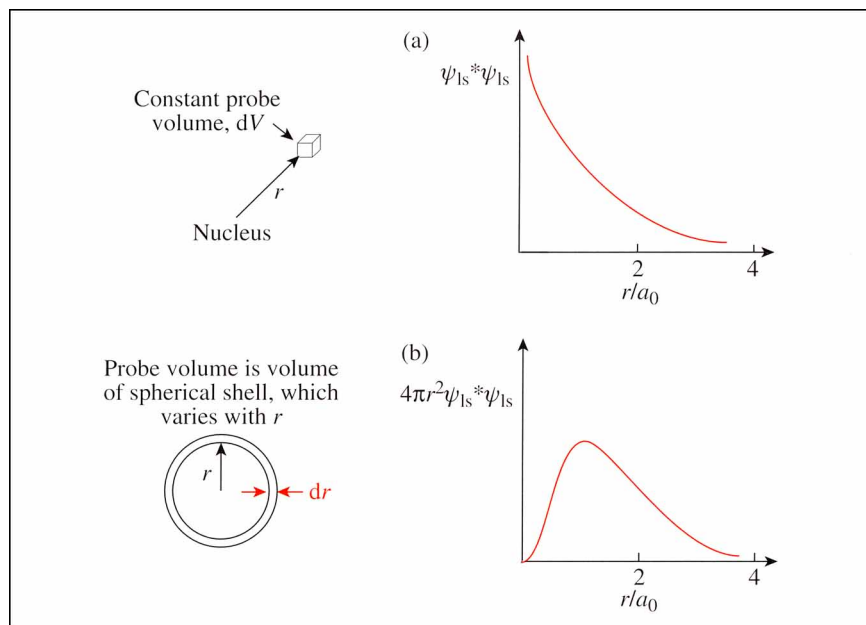 (a)
ψ1s*ψ1s
Constant probe
volume, dV
r
Nucleus
2
4
r/a0
(b)
Probe volume is volume
of spherical shell, which
varies with r
4πr²ψ1s*ψ1s
r
dr
2
4
r/a0